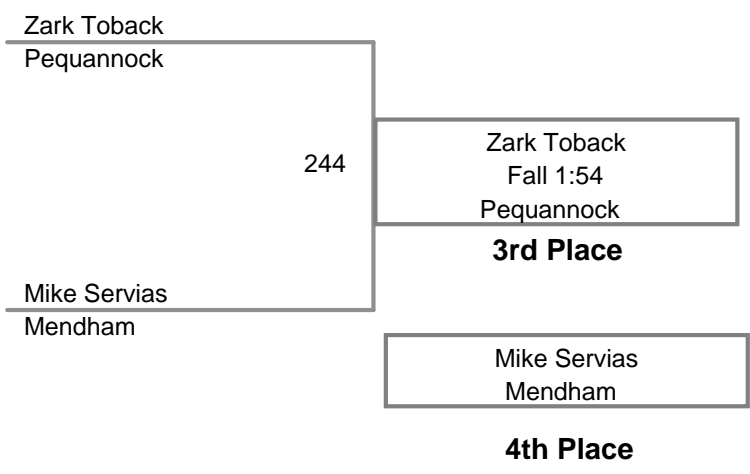 Zark Toback
Pequannock
244
Zark Toback
Fall 1:54
Pequannock
3rd Place
Mike Servias
Mendham
Mike Servias
Mendham
4th Place